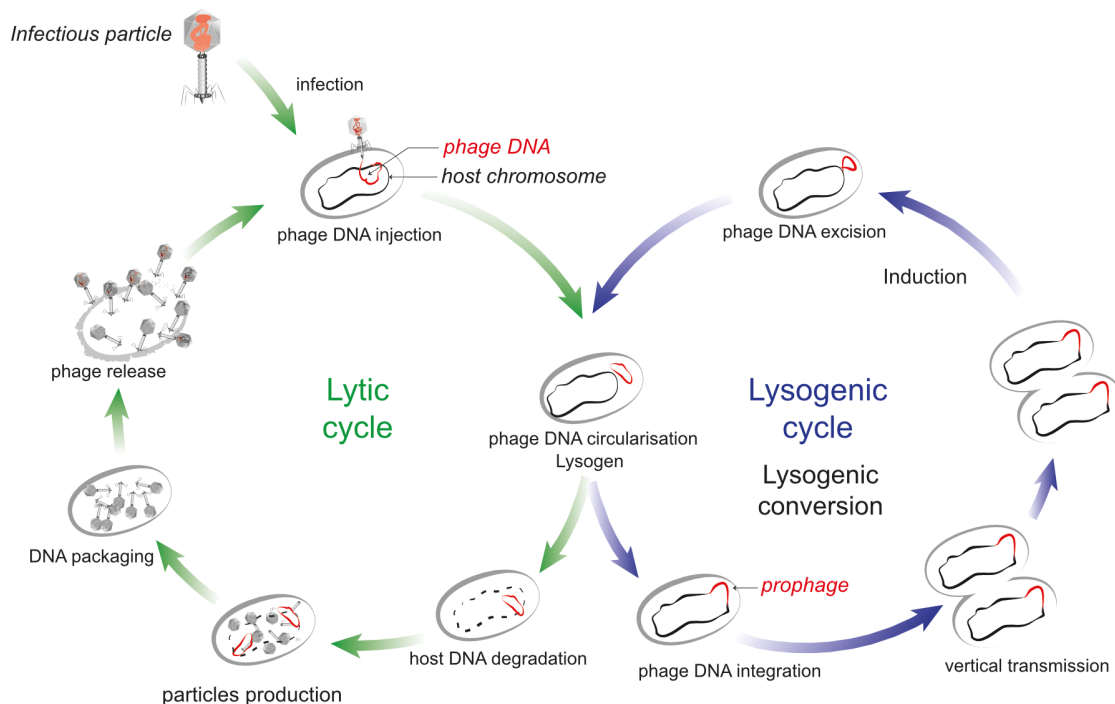 Infectious particle
infection
phage DNA
host chromosome
phage DNA injection
phage DNA excision
Induction
phage release
Lytic
cycle
Lysogenic
cycle
phage DNA circularisation
Lysogen
Lysogenic
conversion
DNA packaging
prophage
host DNA degradation
phage DNA integration
vertical transmission
particles production